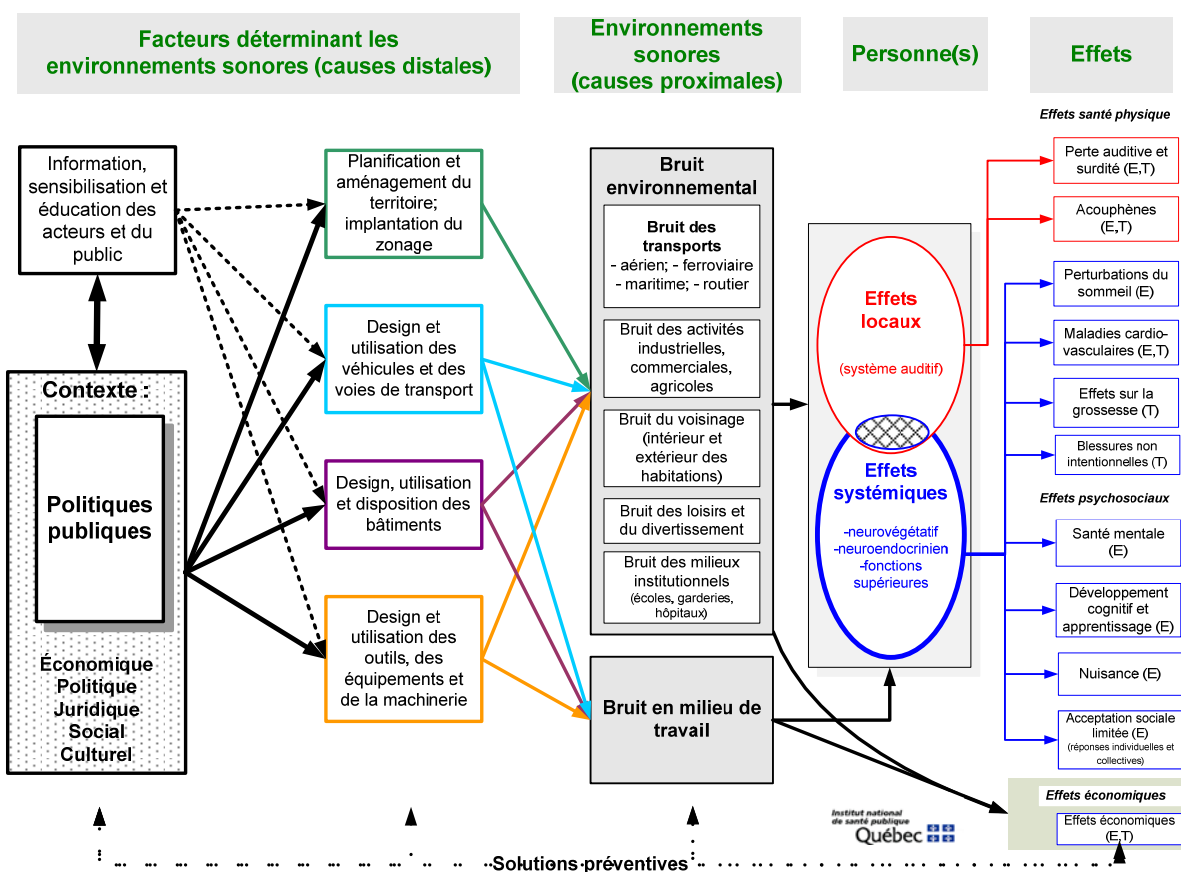 Facteurs déterminant les
environnements sonores (causes distales)
Environnements
sonores
(causes proximales)
Personne(s)
Effets
Information,
sensibilisation et
éducation des
acteurs et du
public
Contexte :
Politiques
publiques
Économique
Politique
Juridique
Social
Culturel
Planification et
aménagement du
territoire;
implantation du
zonage
Design et
utilisation des
véhicules et des
voies de transport
Design, utilisation
et disposition des
bâtiments
Design et
utilisation des
outils, des
équipements et
de la machinerie
Bruit
environnemental
Bruit des
transports
- aérien; - ferroviaire
- maritime; - routier
Bruit des activités
industrielles,
commerciales,
agricoles
Bruit du voisinage
(intérieur et
extérieur des
habitations)
Bruit des loisirs et
du divertissement
Bruit des milieux
institutionnels
(écoles, garderies,
hôpitaux)
Bruit en milieu de
travail
Effets
locaux
(système auditif)
Effets
systémiques
-neurovégétatif
-neuroendocrinien
-fonctions
supérieures
Effets santé physique
Perte auditive et
surdité (E,T)
Acouphènes
(E,T)
Perturbations du
sommeil (E)
Maladies cardio-
vasculaires (E,T)
Effets sur la
grossesse (T)
Blessures non
intentionnelles (T)
Effets psychosociaux
Santé mentale
(E)
Développement
cognitif et
apprentissage (E)
Nuisance (E)
Acceptation sociale
limitée (E)
(réponses individuelles et
collectives)
Effets économiques
Effets économiques
(E,T)
Institut national
de santé publique
Québec
Solutions préventives